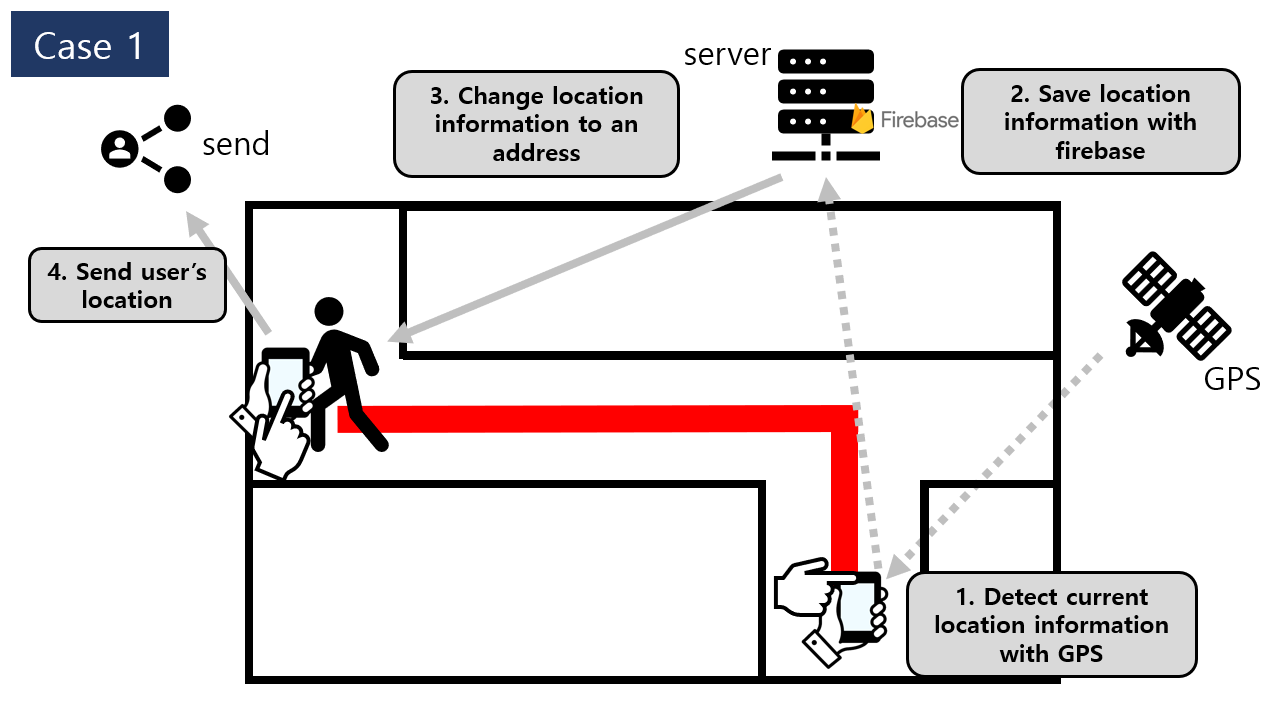 Case 1
server
3. Change location
information to an
address
Firebase
2. Save location
information with
firebase
send
4. Send user’s
location
GPS
1. Detect current
location information
with GPS